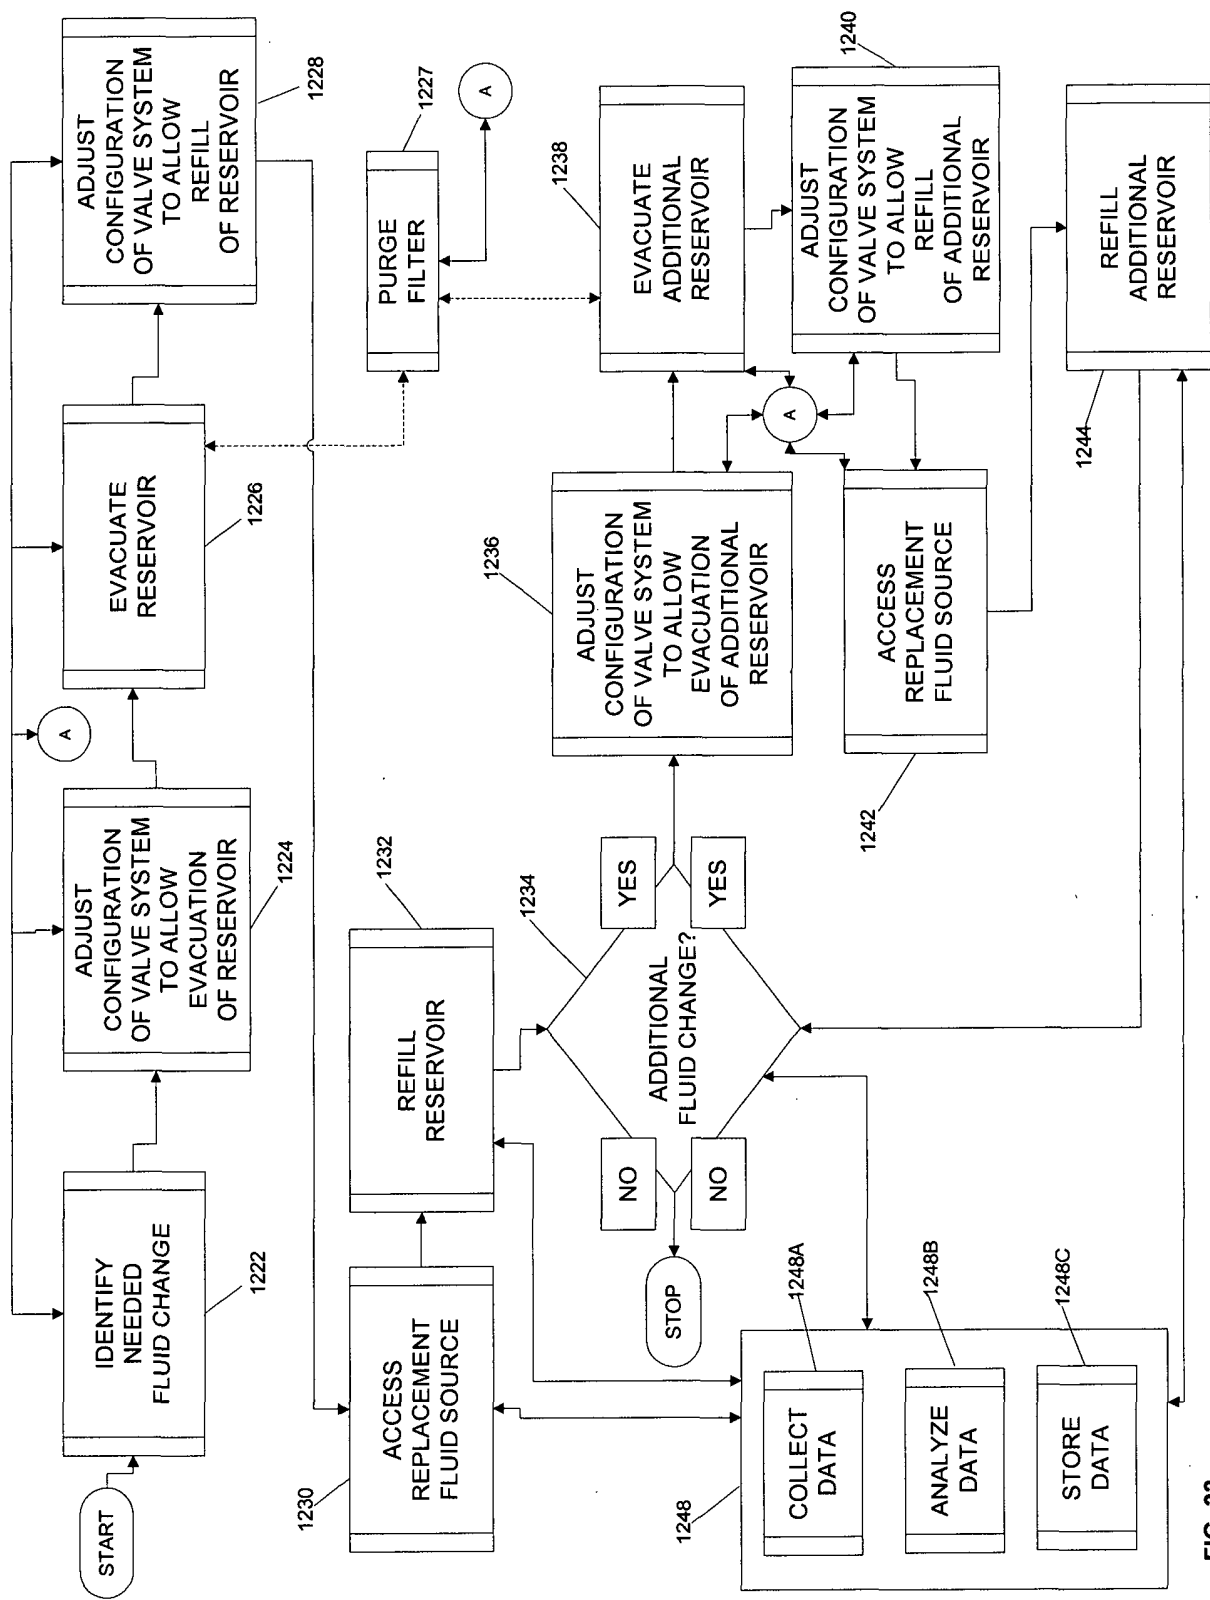 START
IDENTIFY
NEEDED
FLUID CHANGE
1222
ADJUST
CONFIGURATION
OF VALVE SYSTEM
TO ALLOW
EVACUATION
OF RESERVOIR
1224
A
EVACUATE
RESERVOIR
1226
ADJUST
CONFIGURATION
OF VALVE SYSTEM
TO ALLOW
REFILL
OF RESERVOIR
1228
PURGE
FILTER
1227
A
1230
ACCESS
REPLACEMENT
FLUID SOURCE
REFILL
RESERVOIR
1232
1234
ADDITIONAL
FLUID CHANGE?
NO
NO
YES
YES
STOP
1236
ADJUST
CONFIGURATION
OF VALVE SYSTEM
TO ALLOW
EVACUATION
OF ADDITIONAL
RESERVOIR
1238
EVACUATE
ADDITIONAL
RESERVOIR
A
1240
ADJUST
CONFIGURATION
OF VALVE SYSTEM
TO ALLOW
REFILL
OF ADDITIONAL
RESERVOIR
ACCESS
REPLACEMENT
FLUID SOURCE
1242
REFILL
ADDITIONAL
RESERVOIR
1244
1248
COLLECT
DATA
1248A
ANALYZE
DATA
1248B
STORE
DATA
1248C
FIG.